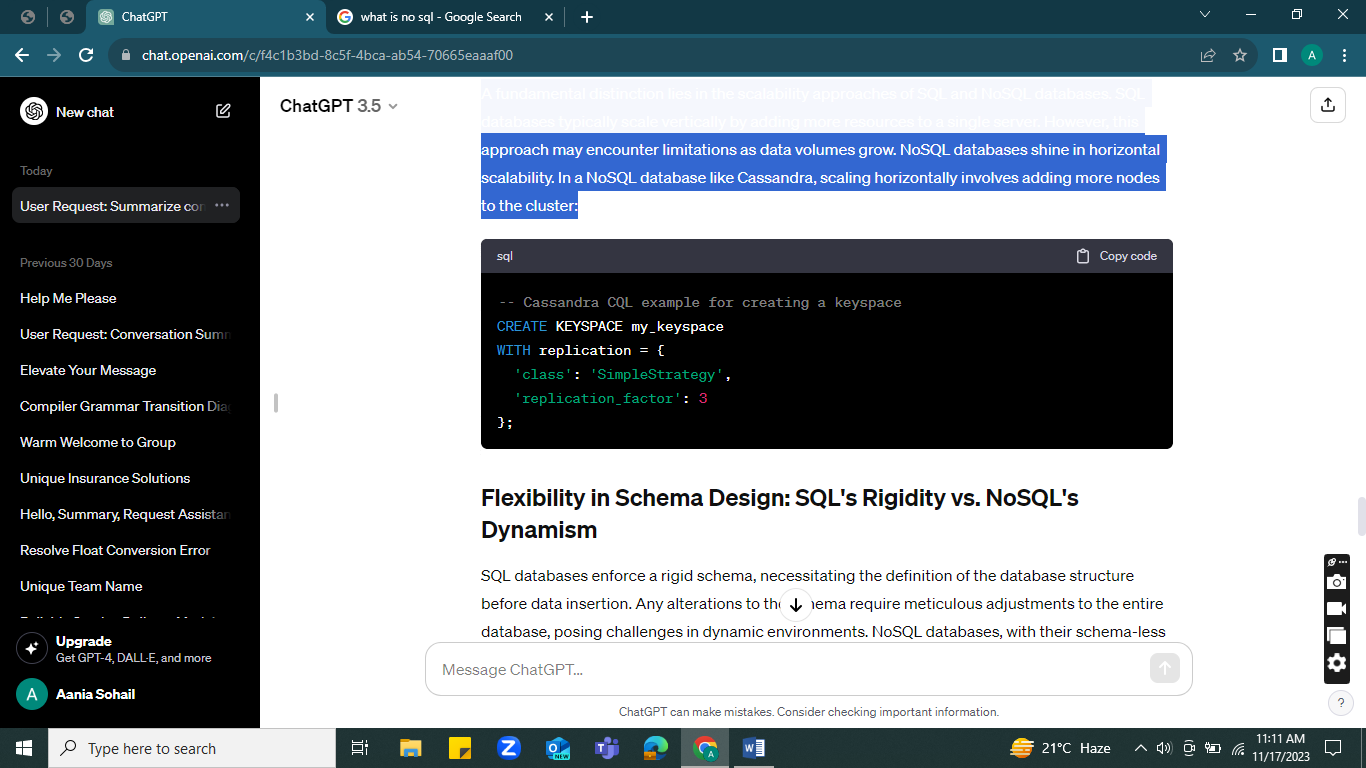 ChatGPT
what is no sql - Google Search
chat.openai.com/c/f4c1b3bd-8c5f-4bca-ab54-70665eaaaf00
A
New chat
Today
User Request: Summarize con
Previous 30 Days
Help Me Please
User Request: Conversation Summ
Elevate Your Message
Compiler Grammar Transition Dia
Warm Welcome to Group
Unique Insurance Solutions
Hello, Summary, Request Assistan
Resolve Float Conversion Error
Unique Team Name
Upgrade
Get GPT-4, DALL·E, and more
A
Aania Sohail
ChatGPT 3.5
A fundamental distinction lies in the scalability approaches of SQL and NoSQL databases. SQL
databases typically scale vertically by adding more resources to a single server. However, this
approach may encounter limitations as data volumes grow. NoSQL databases shine in horizontal
scalability. In a NoSQL database like Cassandra, scaling horizontally involves adding more nodes
to the cluster:
sql
Copy code
-- Cassandra CQL example for creating a keyspace
CREATE KEYSPACE my_keyspace
WITH replication = {
'class': 'SimpleStrategy',
'replication_factor': 3
};
Flexibility in Schema Design: SQL's Rigidity vs. NoSQL's
Dynamism
SQL databases enforce a rigid schema, necessitating the definition of the database structure
before data insertion. Any alterations to th hema require meticulous adjustments to the entire
database, posing challenges in dynamic environments. NoSQL databases, with their schema-less
Message ChatGPT...
ChatGPT can make mistakes. Consider checking important information.
?
Type here to search
21°C Haze
11:11 AM
11/17/2023